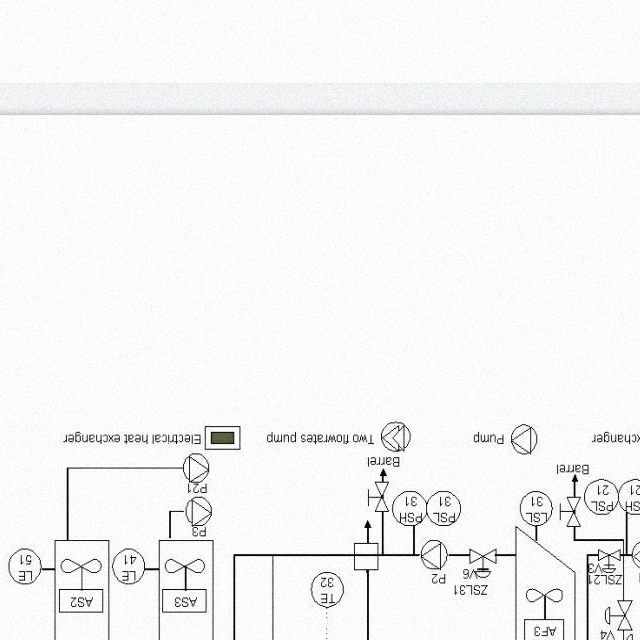 V4
AF3
AS3
AS2
TE
32
ZSL21
V3
ZSL31
V6
P2
LE
41
LE
51
P3
LSL
31
PSL
21
PSL
31
PSH
31
P21
Barrel
Barrel
xchanger
Pump
Two flowrates pump
Electrical heat exchanger